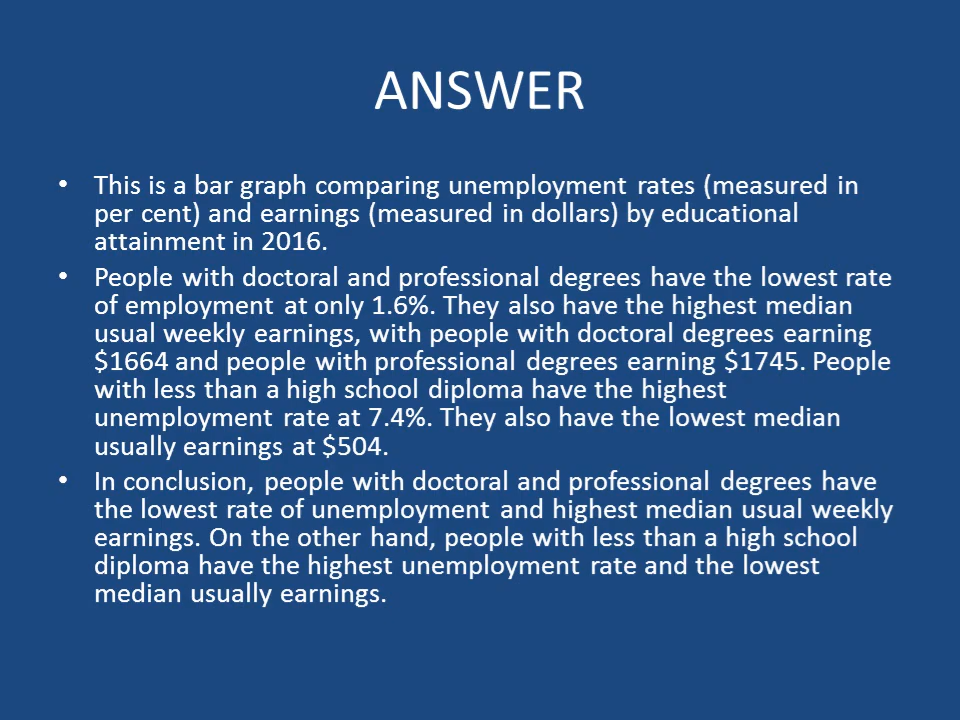 ANSWER
• This is a bar graph comparing unemployment rates (measured in
per cent) and earnings (measured in dollars) by educational
attainment in 2016.
• People with doctoral and professional degrees have the lowest rate
of employment at only 1.6%. They also have the highest median
usual weekly earnings, with people with doctoral degrees earning
$1664 and people with professional degrees earning $1745. People
with less than a high school diploma have the highest
unemployment rate at 7.4%. They also have the lowest median
usually earnings at $504.
• In conclusion, people with doctoral and professional degrees have
the lowest rate of unemployment and highest median usual weekly
earnings. On the other hand, people with less than a high school
diploma have the highest unemployment rate and the lowest
median usually earnings.